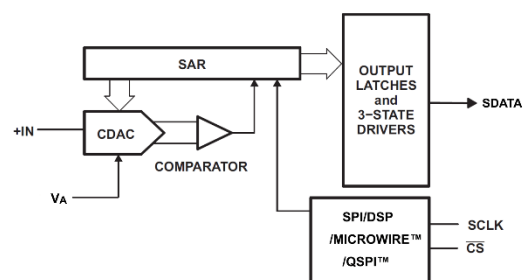 SAR
OUTPUT
LATCHES
and
3−STATE
DRIVERS
SDATA
+IN
CDAC
COMPARATOR
VA
SPI/DSP
/MICROWIRE™
/QSPI™
SCLK
CS